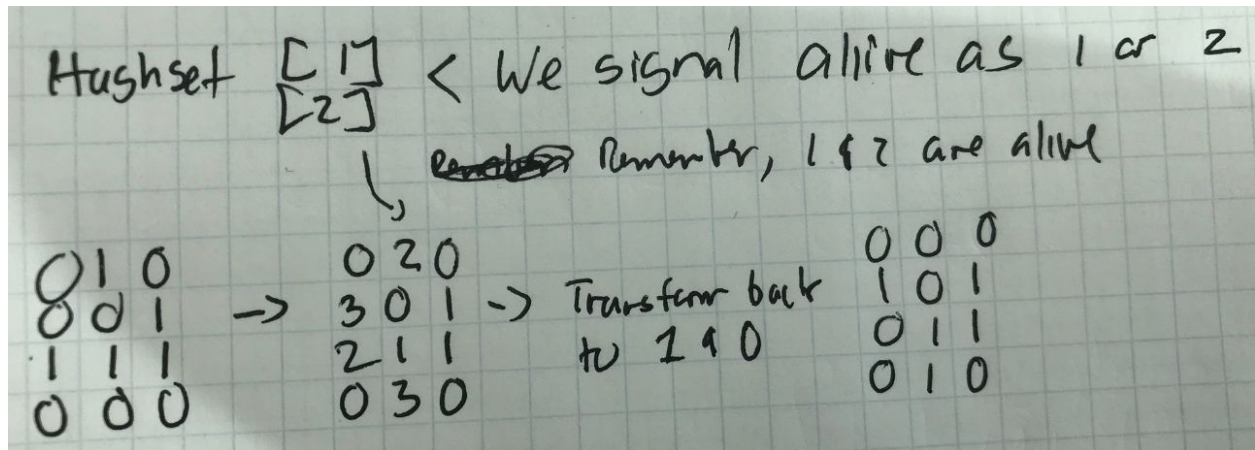 Hashset [1] < We signal alive as 1 or 2
[2]
Remember, 1 & 2 are alive
0 1 0
0 0 1
1 1 1
0 0 0
->
0 2 0
3 0 1
2 1 1
0 3 0
-> Transform back
to 1 & 0
0 0 0
1 0 1
0 1 1
0 1 0